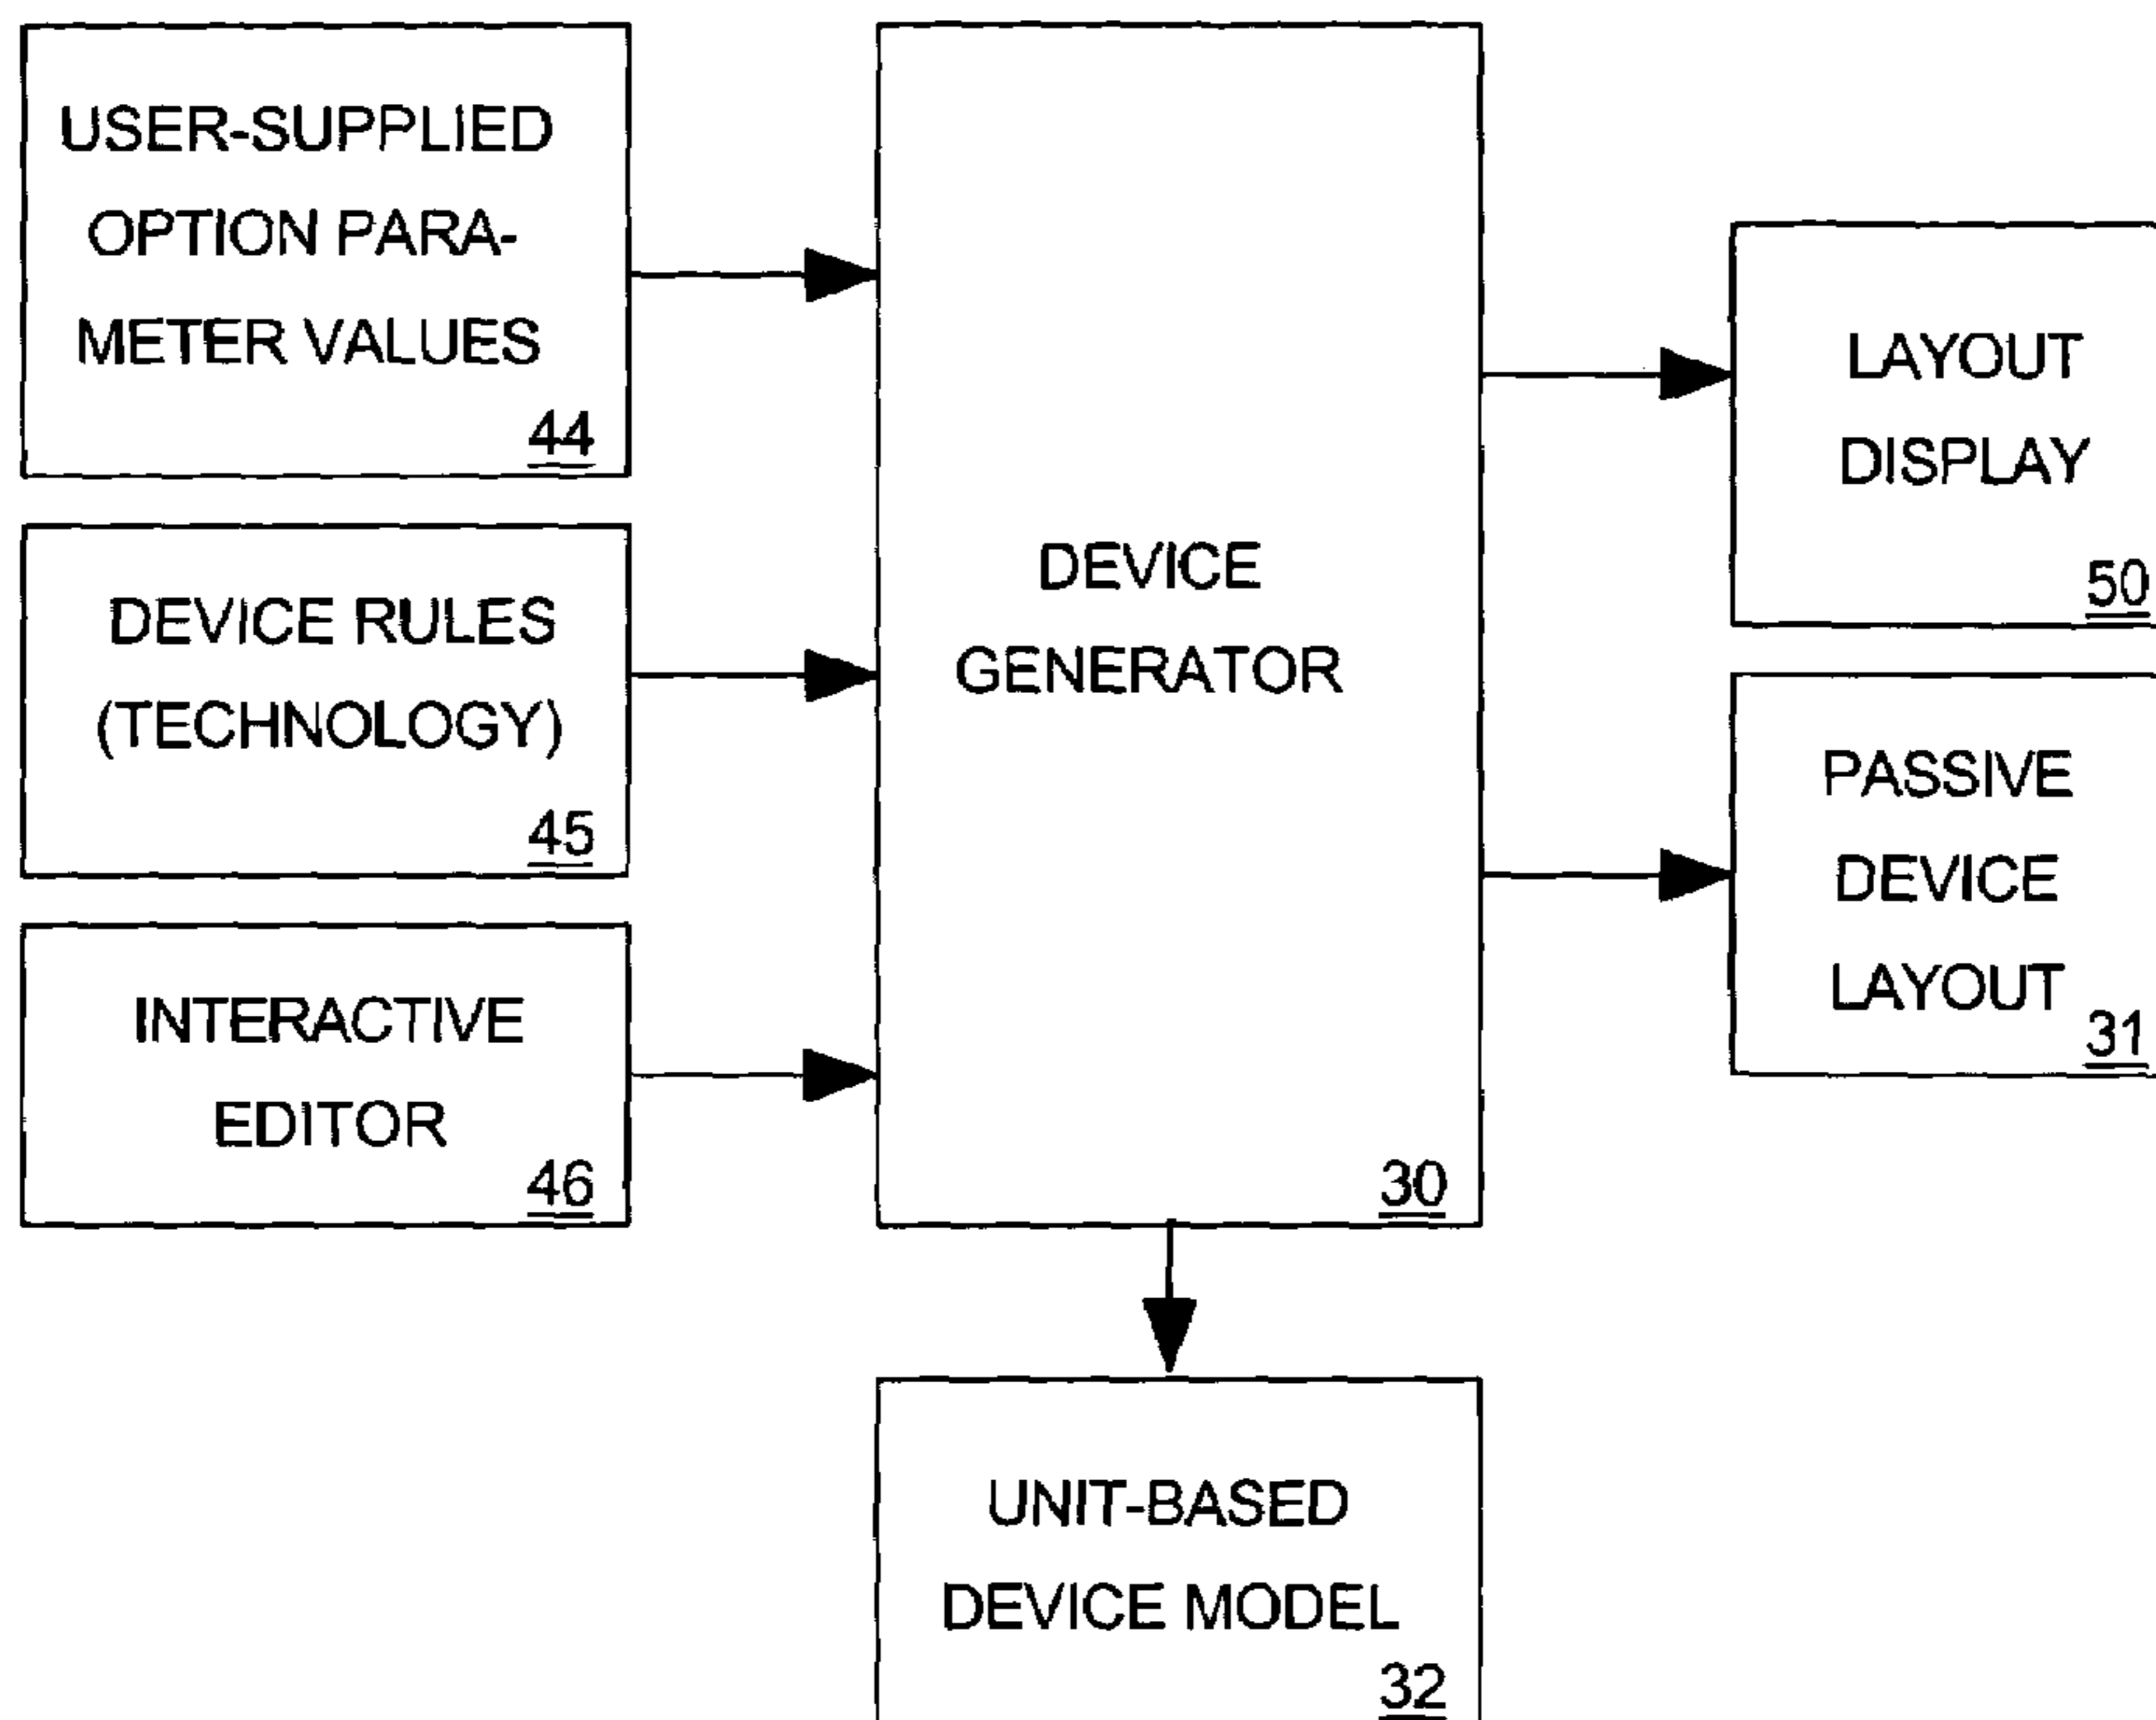 USER-SUPPLIED
OPTION PARA-
METER VALUES
44
DEVICE RULES
(TECHNOLOGY)
45
INTERACTIVE
EDITOR
46
DEVICE
GENERATOR
30
LAYOUT
DISPLAY
50
PASSIVE
DEVICE
LAYOUT
31
UNIT-BASED
DEVICE MODEL
32